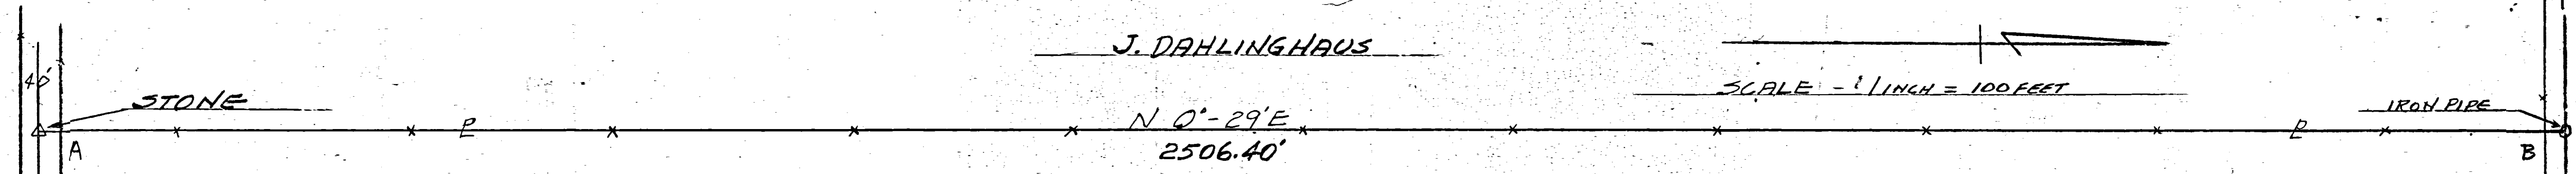 J. DAHLINGHAUS
40'
STONE
SCALE - 1 INCH = 100 FEET
IRON PIPE
P
N 0°-29'E
P
A
2506.40'
B